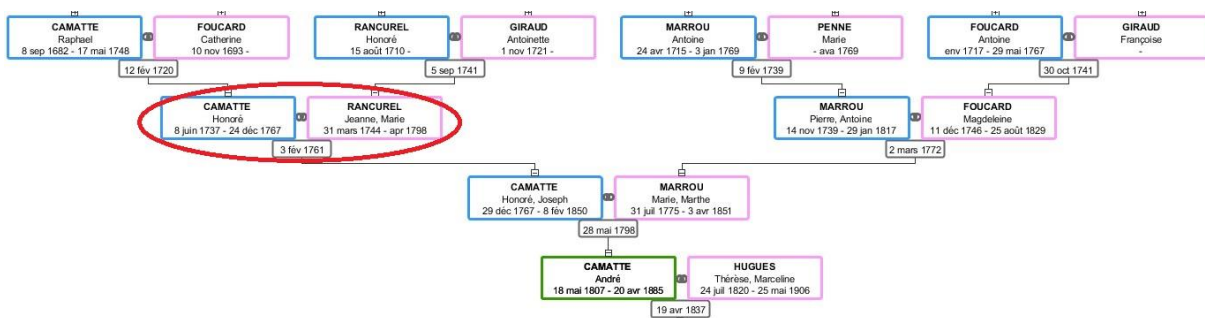 CAMATTE
Raphael
8 sep 1682 - 17 mai 1748
FOUCARD
Catherine
10 nov 1693 -
12 fév 1720
RANCUREL
Honoré
15 août 1710 -
GIRAUD
Antoinette
1 nov 1721 -
5 sep 1741
MARROU
Antoine
24 avr 1715 - 3 jan 1769
PENNE
Marie
- ava 1769
9 fév 1739
FOUCARD
Antoine
env 1717 - 29 mai 1767
GIRAUD
Françoise
-
30 oct 1741
CAMATTE
Honoré
8 juin 1737 - 24 déc 1767
RANCUREL
Jeanne, Marie
31 mars 1744 - apr 1798
3 fév 1761
MARROU
Pierre, Antoine
14 nov 1739 - 29 jan 1817
FOUCARD
Magdeleine
11 déc 1746 - 25 août 1829
2 mars 1772
CAMATTE
Honoré, Joseph
29 déc 1767 - 8 fév 1850
MARROU
Marie, Marthe
31 juil 1775 - 3 avr 1851
28 mai 1798
CAMATTE
André
18 mai 1807 - 20 avr 1885
HUGUES
Thérèse, Marceline
24 juil 1820 - 25 mai 1906
19 avr 1837